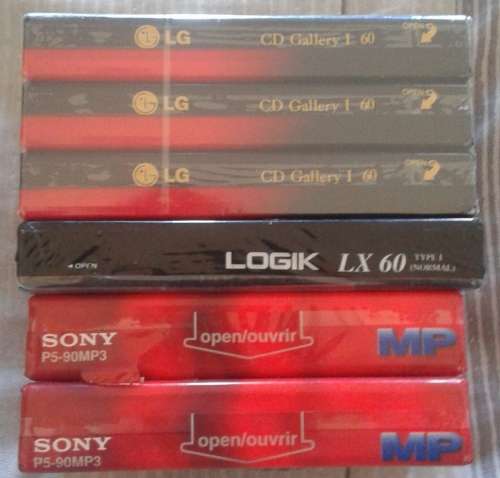 LG CD Gallery I 60 OPEN
LG CD Gallery I 60 OPEN
LG CD Gallery I 60 OPEN
◄ OPEN LOGIK LX 60 TYPE I
(NORMAL)
SONY open/ouvrir MP
P5-90MP3
SONY open/ouvrir MP
P5-90MP3